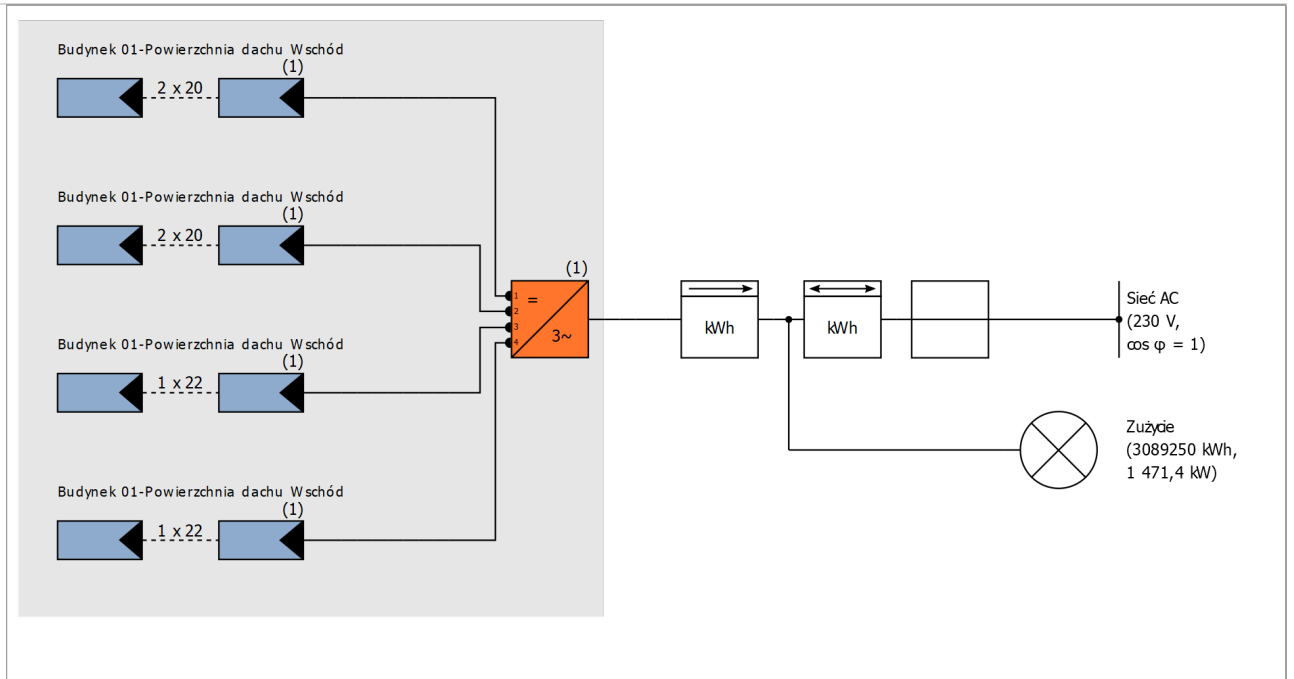 Budynek 01-Powierzchnia dachu Wschód
(1)
2 x 20
Budynek 01-Powierzchnia dachu Wschód
(1)
2 x 20
Budynek 01-Powierzchnia dachu Wschód
(1)
1 x 22
Budynek 01-Powierzchnia dachu Wschód
(1)
1 x 22
(1)
1
2
3
4
=
3~
kWh
kWh
Sieć AC
(230 V,
cos φ = 1)
Zużycie
(3089250 kWh,
1 471,4 kW)